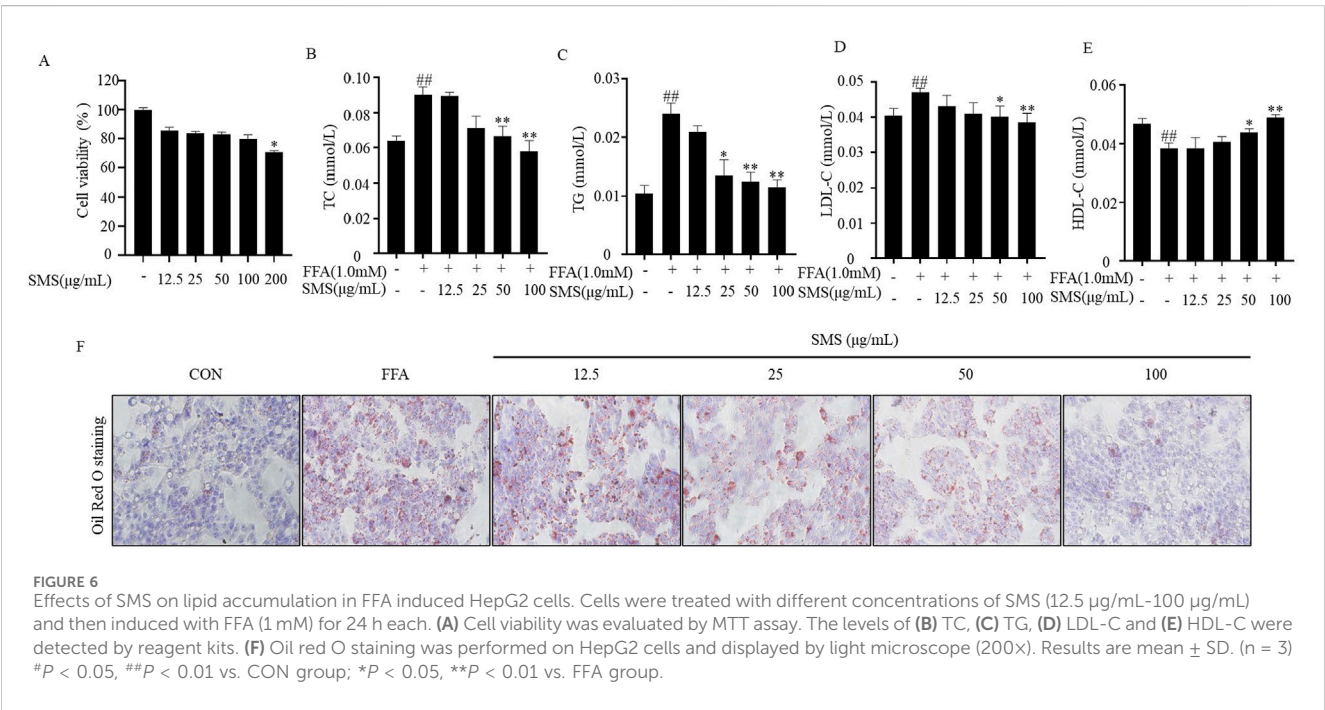 A
Cell viability (%)
120
100
80
60
40
20
0
*
SMS(μg/mL) - 12.5 25 50 100 200
B
TC (mmol/L)
0.10
0.08
0.06
0.04
0.02
0
##
**
**
FFA(1.0mM) - + + + + +
SMS(μg/mL) - - 12.5 25 50 100
C
TG (mmol/L)
0.03
0.02
0.01
0
##
*
**
**
FFA(1.0mM) - + + + + +
SMS(μg/mL) - - 12.5 25 50 100
D
LDL-C (mmol/L)
0.05
0.04
0.03
0.02
0.01
0
##
*
**
FFA(1.0mM) - + + + + +
SMS(μg/mL) - - 12.5 25 50 100
E
HDL-C (mmol/L)
0.06
0.04
0.02
0
##
*
**
FFA(1.0mM) - + + + + +
SMS(μg/mL) - - 12.5 25 50 100
F
SMS (μg/mL)
CON FFA 12.5 25 50 100
Oil Red O staining
FIGURE 6
Effects of SMS on lipid accumulation in FFA induced HepG2 cells. Cells were treated with different concentrations of SMS (12.5 μg/mL-100 μg/mL)
and then induced with FFA (1 mM) for 24 h each. (A) Cell viability was evaluated by MTT assay. The levels of (B) TC, (C) TG, (D) LDL-C and (E) HDL-C were
detected by reagent kits. (F) Oil red O staining was performed on HepG2 cells and displayed by light microscope (200×). Results are mean ± SD. (n = 3)
#P < 0.05, ##P < 0.01 vs. CON group; *P < 0.05, **P < 0.01 vs. FFA group.